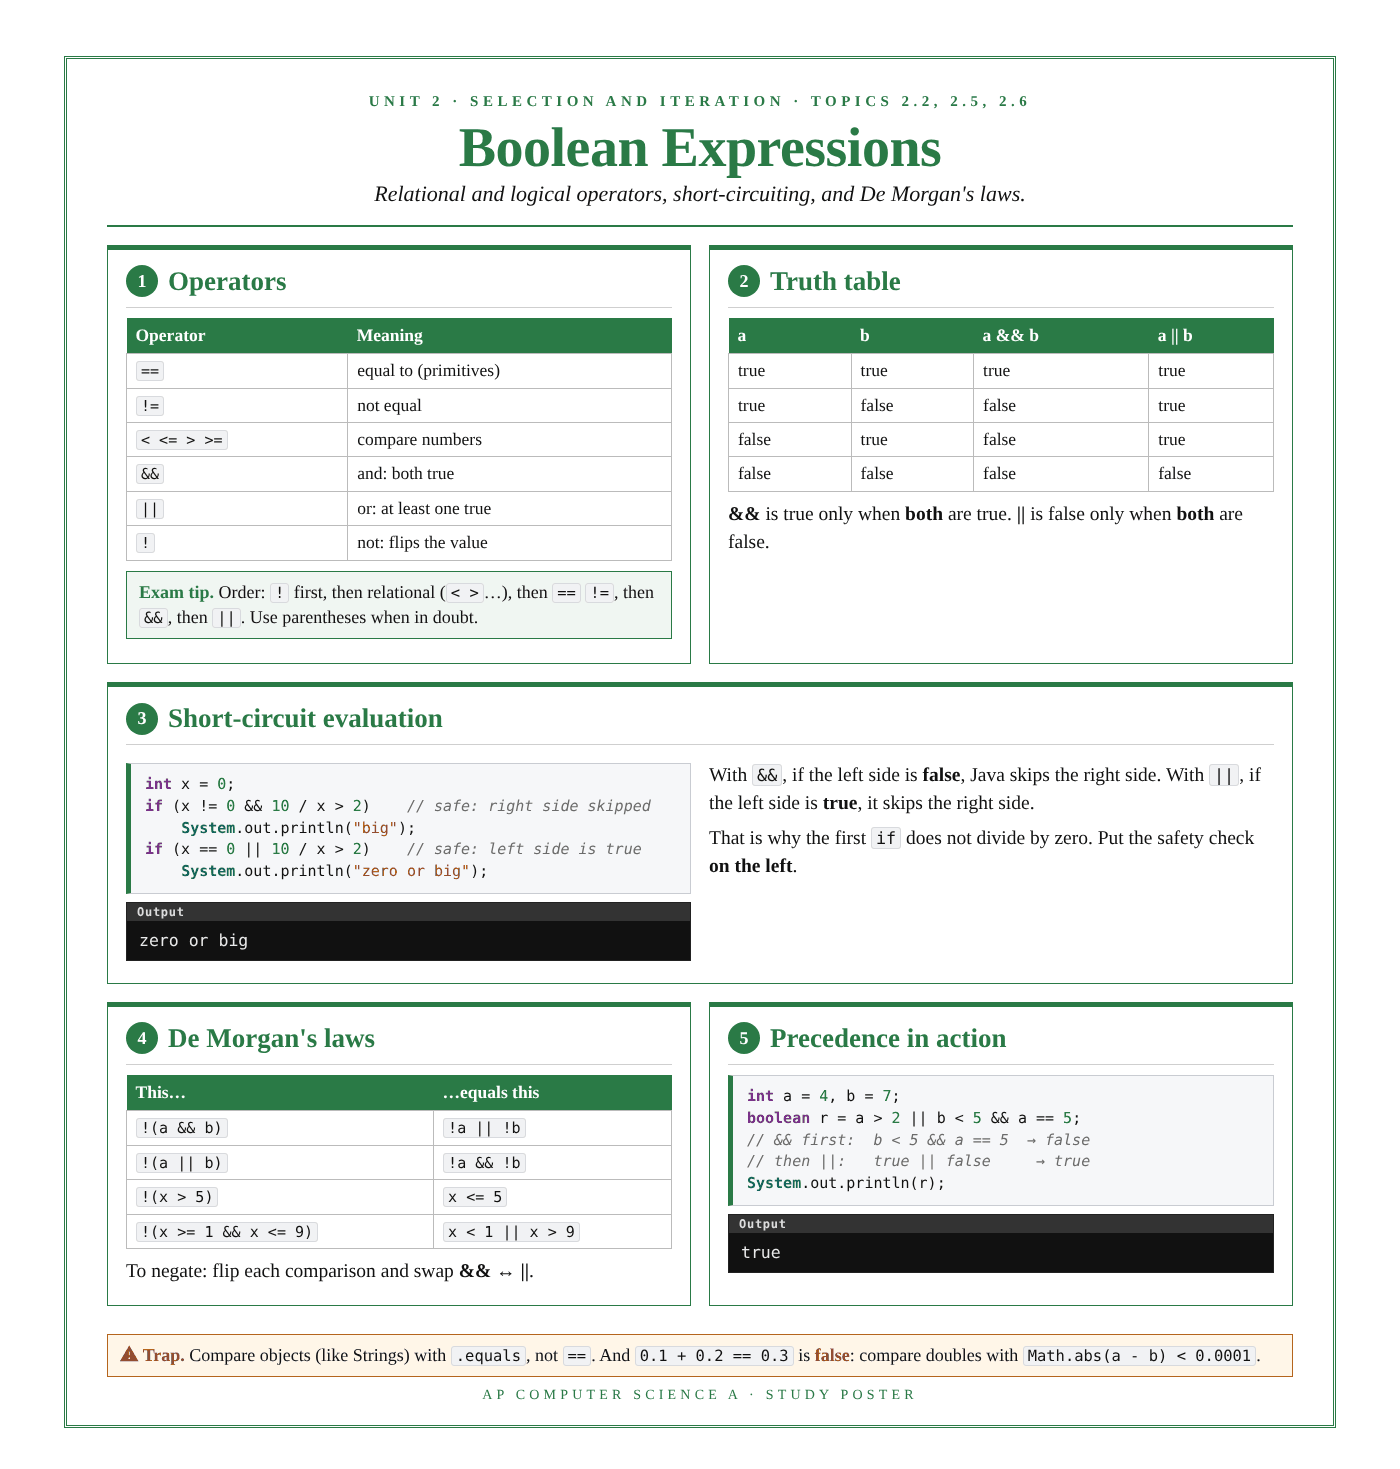 UNIT 2 · SELECTION AND ITERATION · TOPICS 2.2, 2.5, 2.6
Boolean Expressions
Relational and logical operators, short-circuiting, and De Morgan's laws.
1 Operators
Operator Meaning
== equal to (primitives)
!= not equal
< <= > >= compare numbers
&& and: both true
|| or: at least one true
! not: flips the value
Exam tip. Order: ! first, then relational (< >…), then == !=, then
&&, then ||. Use parentheses when in doubt.
2 Truth table
a b a && b a || b
true true true true
true false false true
false true false true
false false false false
&& is true only when both are true. || is false only when both are
false.
3 Short-circuit evaluation
int x = 0;
if (x != 0 && 10 / x > 2)    // safe: right side skipped
    System.out.println("big");
if (x == 0 || 10 / x > 2)    // safe: left side is true
    System.out.println("zero or big");
Output
zero or big
With &&, if the left side is false, Java skips the right side. With ||, if
the left side is true, it skips the right side.
That is why the first if does not divide by zero. Put the safety check
on the left.
4 De Morgan's laws
This… …equals this
!(a && b) !a || !b
!(a || b) !a && !b
!(x > 5) x <= 5
!(x >= 1 && x <= 9) x < 1 || x > 9
To negate: flip each comparison and swap && ↔ ||.
5 Precedence in action
int a = 4, b = 7;
boolean r = a > 2 || b < 5 && a == 5;
// && first:  b < 5 && a == 5  → false
// then ||:   true || false     → true
System.out.println(r);
Output
true
⚠ Trap. Compare objects (like Strings) with .equals, not ==. And 0.1 + 0.2 == 0.3 is false: compare doubles with Math.abs(a - b) < 0.0001.
AP COMPUTER SCIENCE A · STUDY POSTER